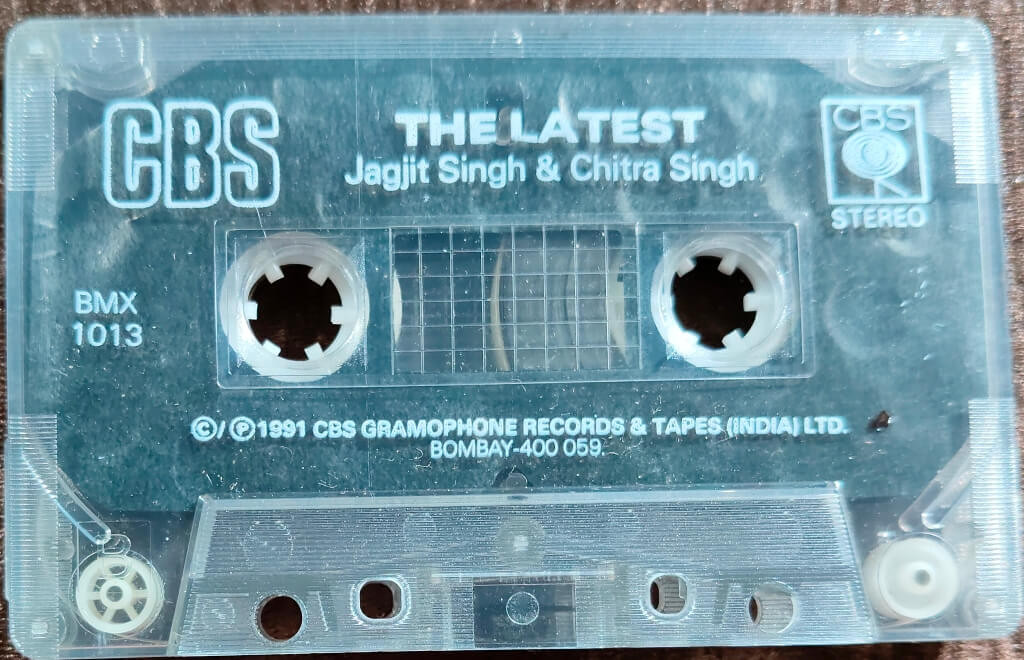 CBS
THE LATEST
Jagjit Singh & Chitra Singh
CBS
STEREO
BMX
1013
©/℗ 1991 CBS GRAMOPHONE RECORDS & TAPES (INDIA) LTD.
BOMBAY-400 059.